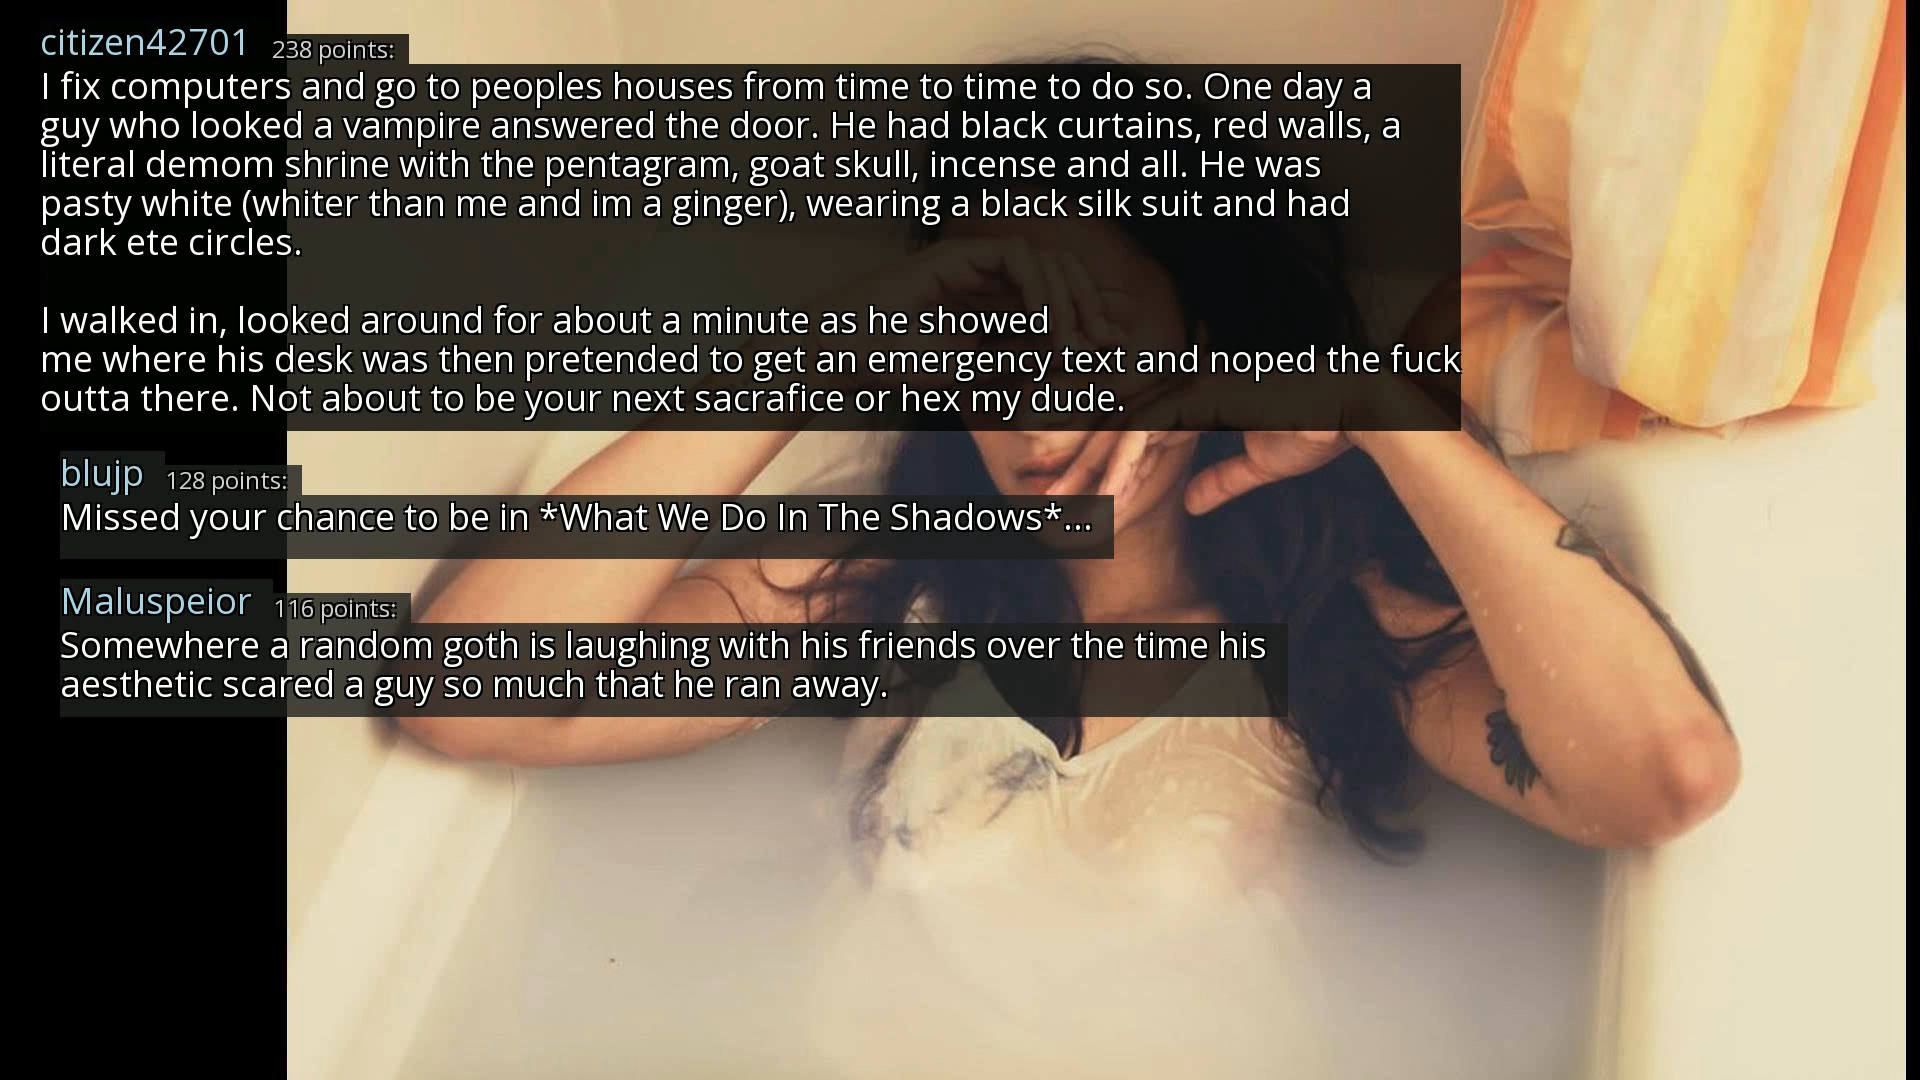 citizen42701 238 points:
I fix computers and go to peoples houses from time to time to do so. One day a
guy who looked a vampire answered the door. He had black curtains, red walls, a
literal demom shrine with the pentagram, goat skull, incense and all. He was
pasty white (whiter than me and im a ginger), wearing a black silk suit and had
dark ete circles.
I walked in, looked around for about a minute as he showed
me where his desk was then pretended to get an emergency text and noped the fuck
outta there. Not about to be your next sacrafice or hex my dude.
blujp 128 points:
Missed your chance to be in *What We Do In The Shadows*...
Maluspeior 116 points:
Somewhere a random goth is laughing with his friends over the time his
aesthetic scared a guy so much that he ran away.